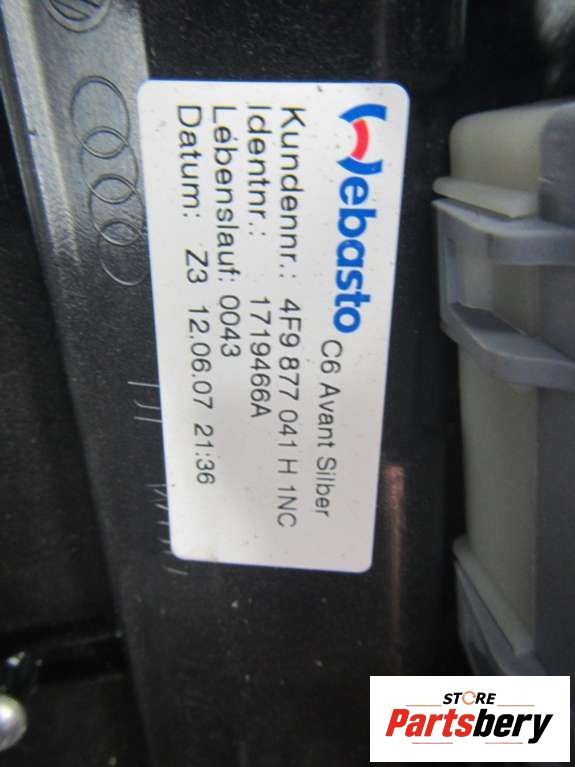 Webasto C6 Avant Silber
Kundennr.: 4F9 877 041 H 1NC
Identnr.: 1719466A
Lebenslauf: 0043
Datum: Z3 12.06.07 21:36
STORE
Partsbery